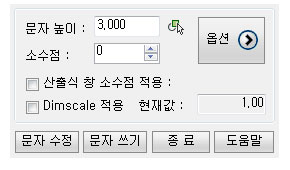 문자 높이 : 3,000
옵션
소수점 : 0
산출식 창 소수점 적용 :
Dimscale 적용 현재값 : 1,00
문자 수정 문자 쓰기 종 료 도움말